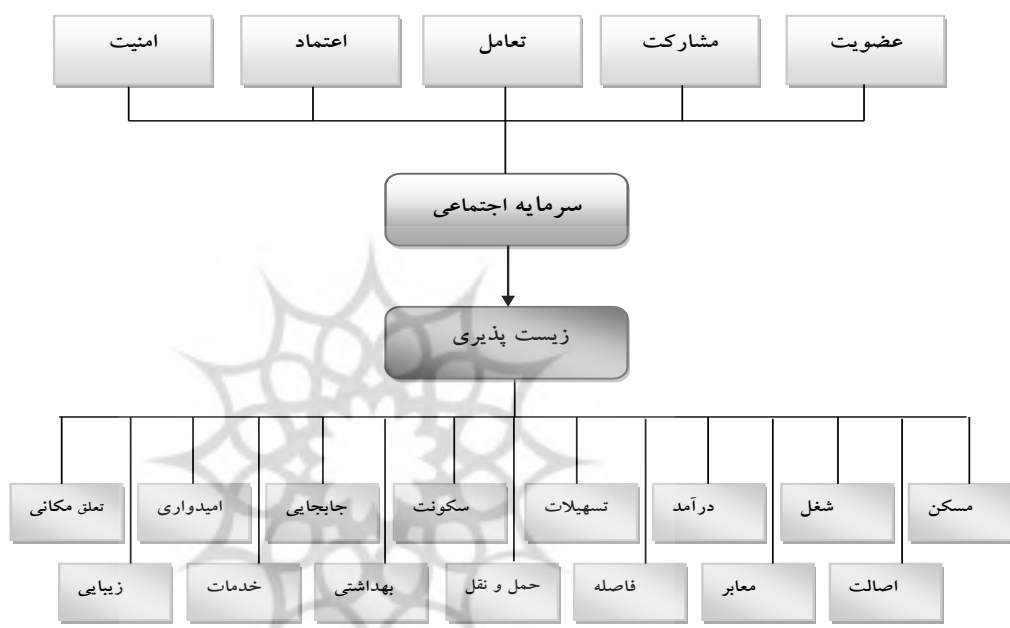 عضویت
مشارکت
تعامل
اعتماد
امنیت
سرمایه اجتماعی
زیست پذیری
مسکن
شغل
درآمد
تسهیلات
سکونت
جابجایی
امیدواری
تعلق مکانی
اصالت
معابر
فاصله
حمل و نقل
بهداشتی
خدمات
زیبایی